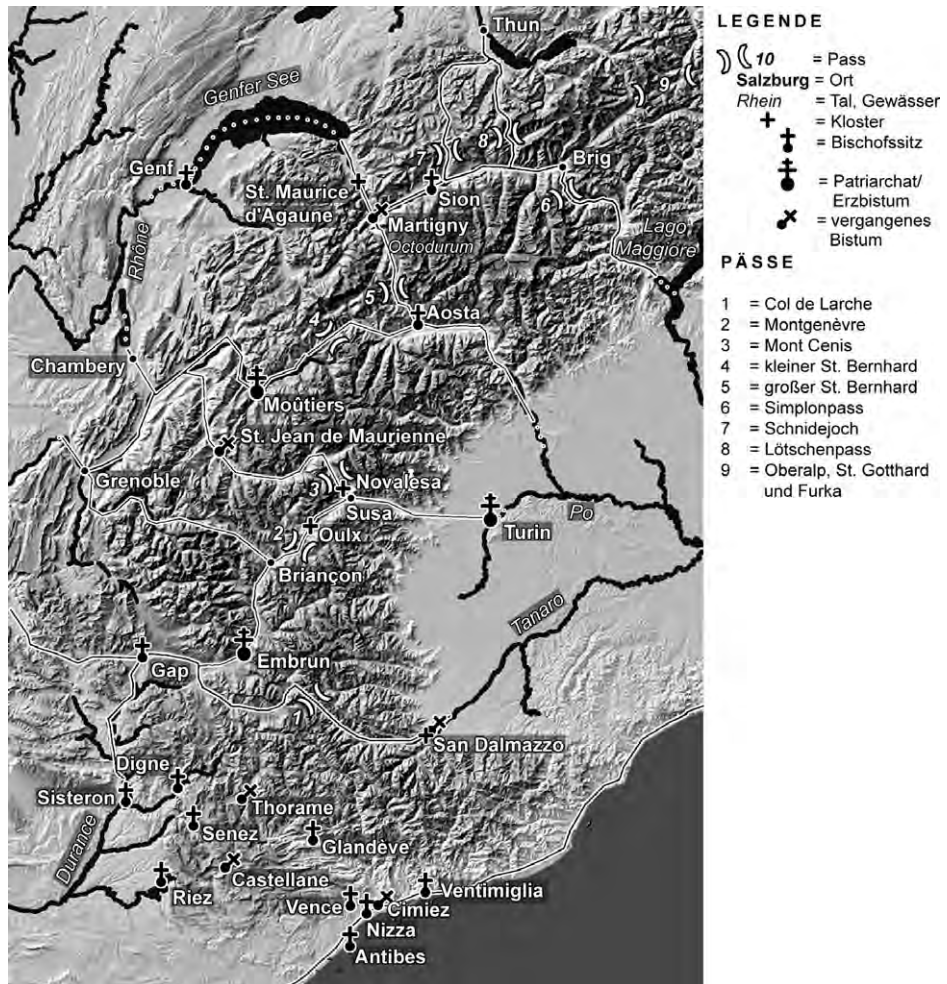 Thun
Genfer See
9
Genf
7
8
Brig
St. Maurice
d'Agaune
Sion
6
Martigny
Octodurum
Lago
Maggiore
Rhône
5
Aosta
4
Chambery
Moûtiers
St. Jean de Maurienne
Grenoble
3
Novalesa
Susa
Po
2
Oulx
Turin
Briançon
Tanaro
Embrun
Gap
1
San Dalmazzo
Digne
Sisteron
Thorame
Senez
Glandève
Durance
Castellane
Riez
Ventimiglia
Vence
Cimiez
Nizza
Antibes
LEGENDE
10 = Pass
Salzburg = Ort
Rhein = Tal, Gewässer
= Kloster
= Bischofssitz
= Patriarchat/
Erzbistum
= vergangenes
Bistum
PÄSSE
1 = Col de Larche
2 = Montgenèvre
3 = Mont Cenis
4 = kleiner St. Bernhard
5 = großer St. Bernhard
6 = Simplonpass
7 = Schnidejoch
8 = Lötschenpass
9 = Oberalp, St. Gotthard
und Furka